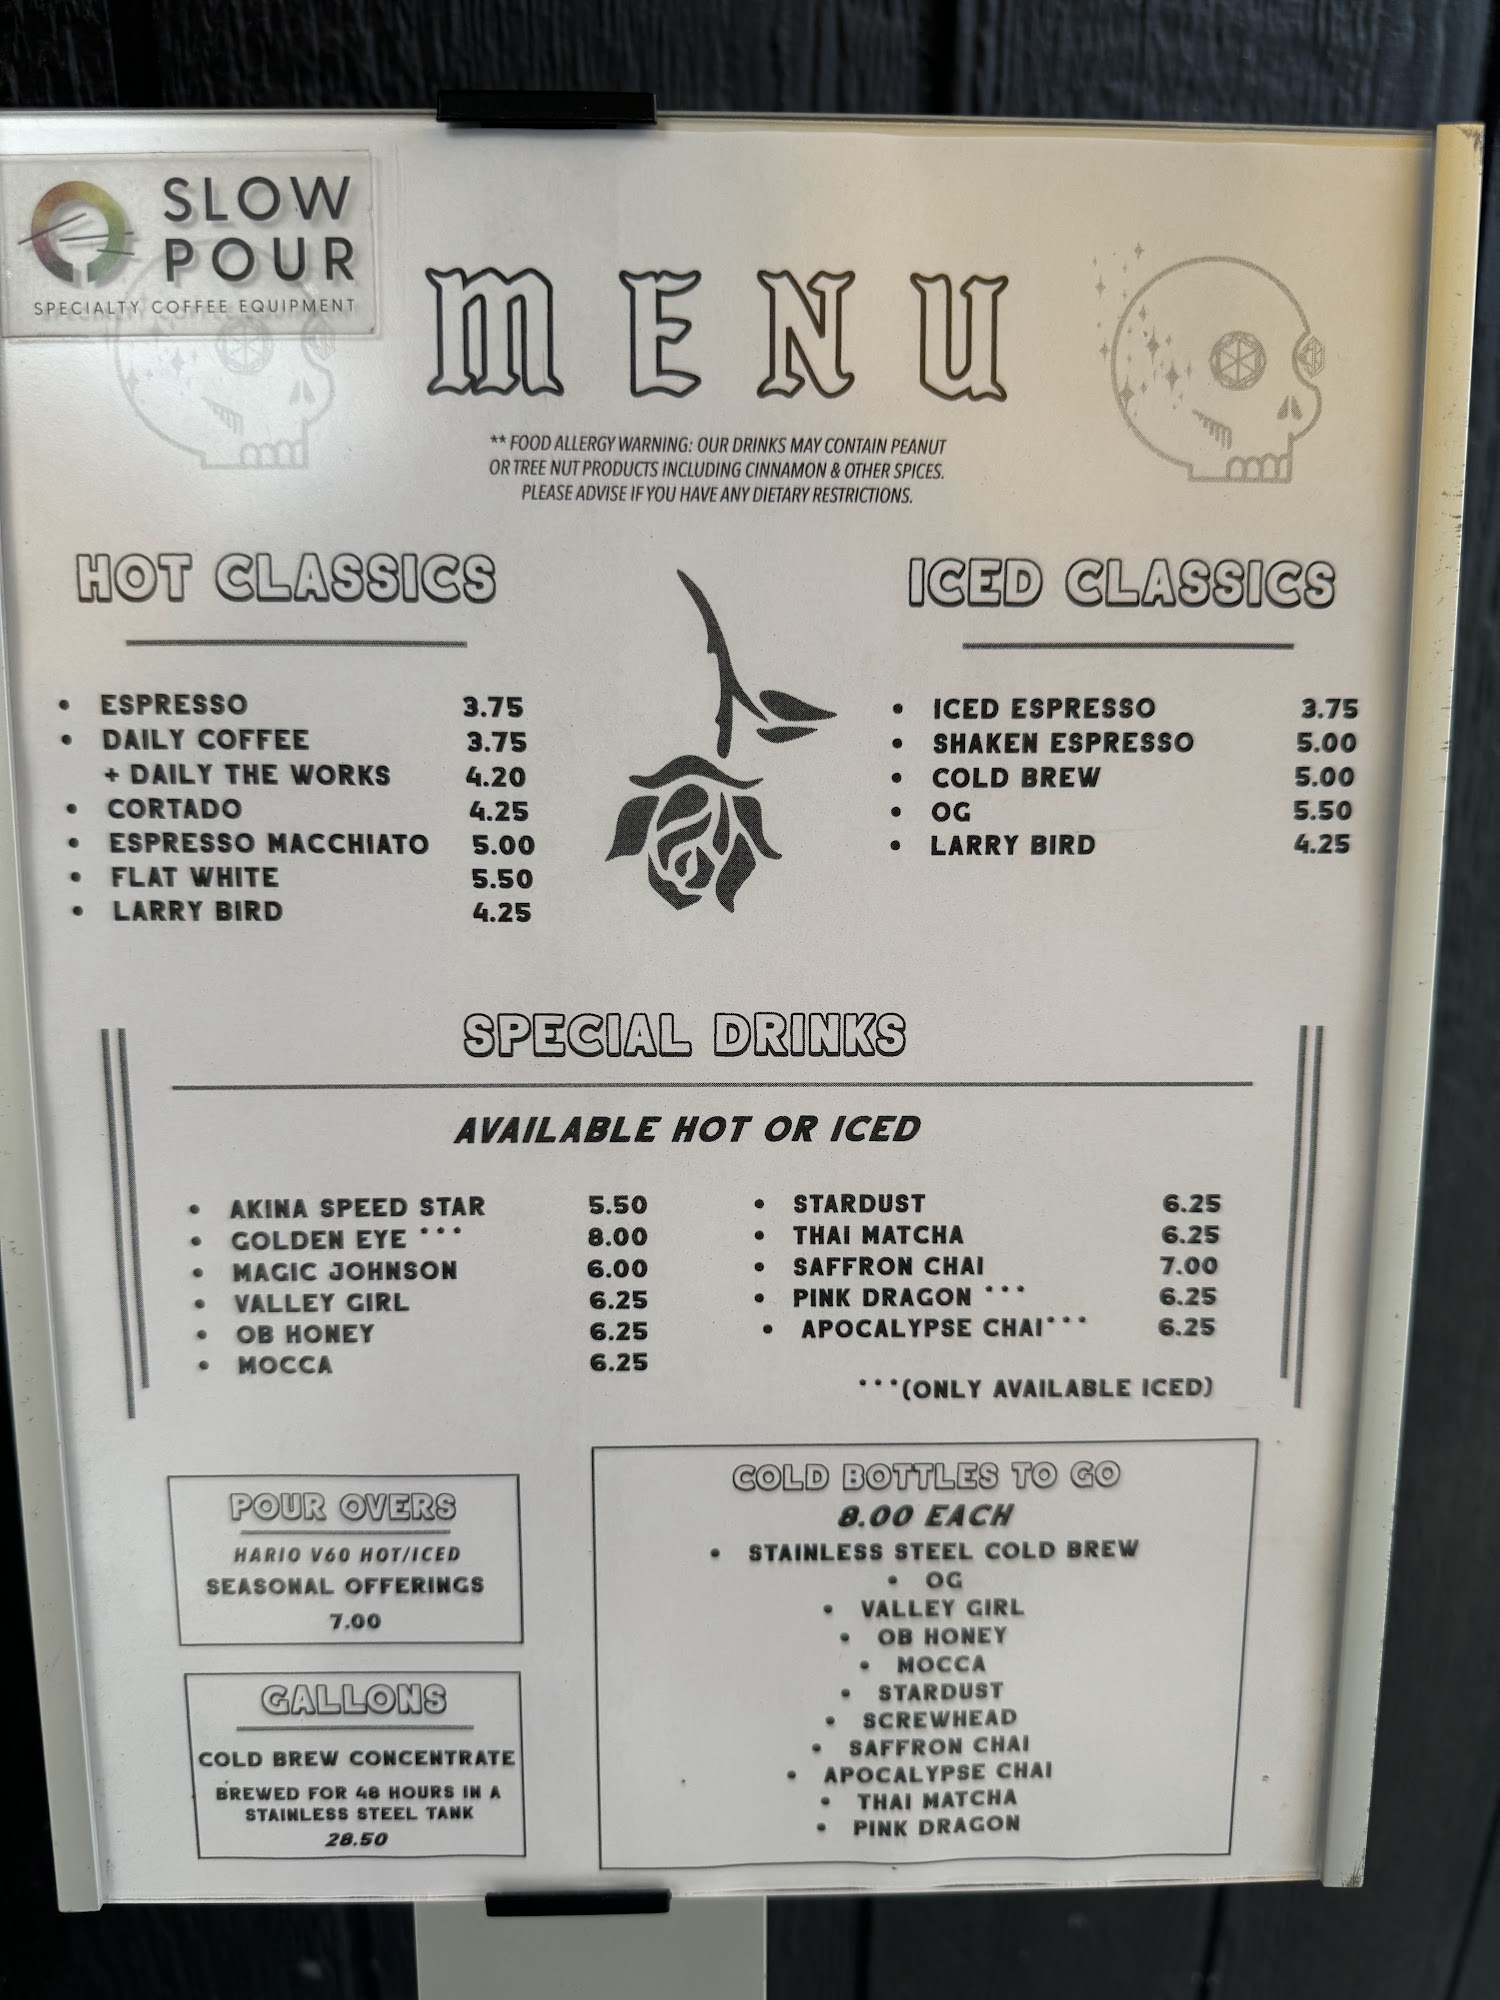 SLOW
POUR
SPECIALTY COFFEE EQUIPMENT
MENU
** FOOD ALLERGY WARNING: OUR DRINKS MAY CONTAIN PEANUT
OR TREE NUT PRODUCTS INCLUDING CINNAMON & OTHER SPICES.
PLEASE ADVISE IF YOU HAVE ANY DIETARY RESTRICTIONS.
HOT CLASSICS
• ESPRESSO 3.75
• DAILY COFFEE 3.75
+ DAILY THE WORKS 4.20
• CORTADO 4.25
• ESPRESSO MACCHIATO 5.00
• FLAT WHITE 5.50
• LARRY BIRD 4.25
ICED CLASSICS
• ICED ESPRESSO 3.75
• SHAKEN ESPRESSO 5.00
• COLD BREW 5.00
• OG 5.50
• LARRY BIRD 4.25
SPECIAL DRINKS
AVAILABLE HOT OR ICED
• AKINA SPEED STAR 5.50
• GOLDEN EYE *** 8.00
• MAGIC JOHNSON 6.00
• VALLEY GIRL 6.25
• OB HONEY 6.25
• MOCCA 6.25
• STARDUST 6.25
• THAI MATCHA 6.25
• SAFFRON CHAI 7.00
• PINK DRAGON *** 6.25
• APOCALYPSE CHAI*** 6.25
***(ONLY AVAILABLE ICED)
POUR OVERS
HARIO V60 HOT/ICED
SEASONAL OFFERINGS
7.00
GALLONS
COLD BREW CONCENTRATE
BREWED FOR 48 HOURS IN A
STAINLESS STEEL TANK
28.50
COLD BOTTLES TO GO
8.00 EACH
• STAINLESS STEEL COLD BREW
• OG
• VALLEY GIRL
• OB HONEY
• MOCCA
• STARDUST
• SCREWHEAD
• SAFFRON CHAI
• APOCALYPSE CHAI
• THAI MATCHA
• PINK DRAGON